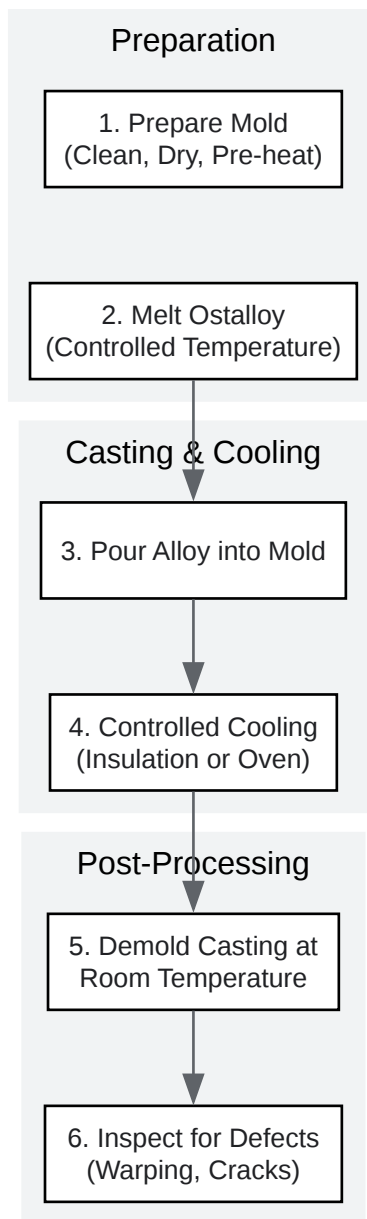 Preparation
1. Prepare Mold
(Clean, Dry, Pre-heat)
2. Melt Ostalloy
(Controlled Temperature)
Casting & Cooling
3. Pour Alloy into Mold
4. Controlled Cooling
(Insulation or Oven)
Post-Processing
5. Demold Casting at
Room Temperature
6. Inspect for Defects
(Warping, Cracks)